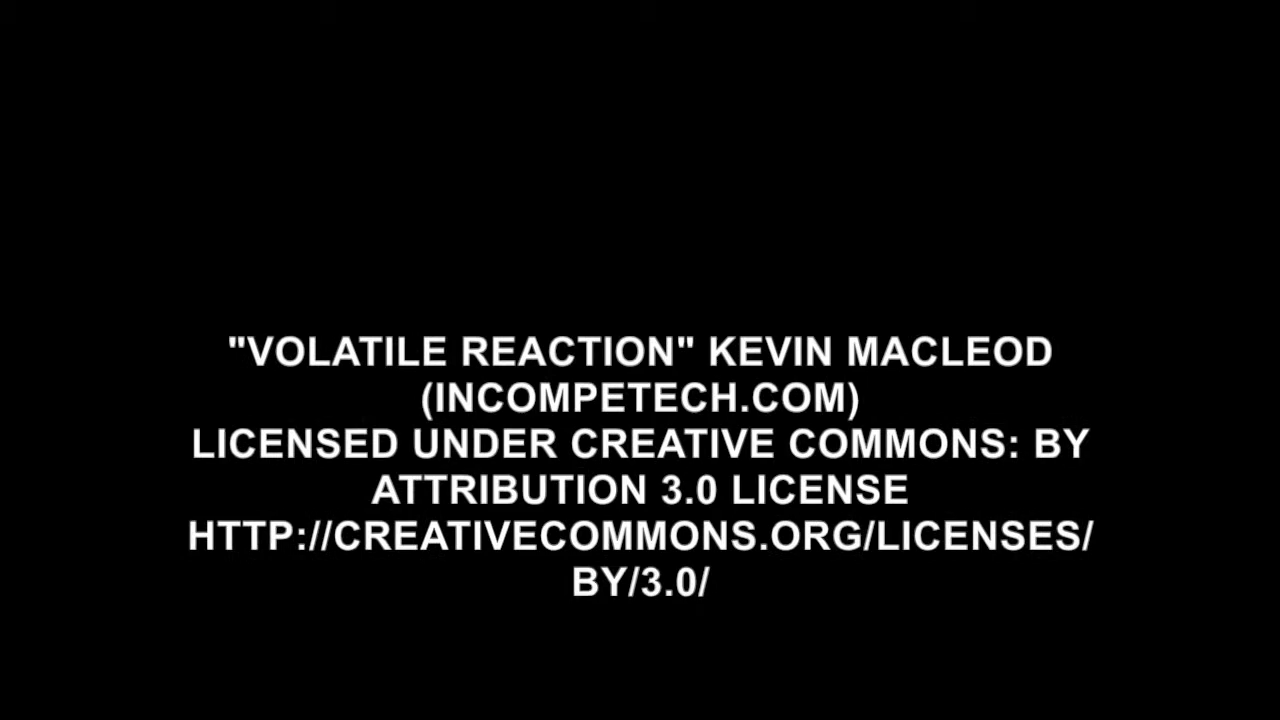 "VOLATILE REACTION" KEVIN MACLEOD
(INCOMPETECH.COM)
LICENSED UNDER CREATIVE COMMONS: BY
ATTRIBUTION 3.0 LICENSE
HTTP://CREATIVECOMMONS.ORG/LICENSES/
BY/3.0/